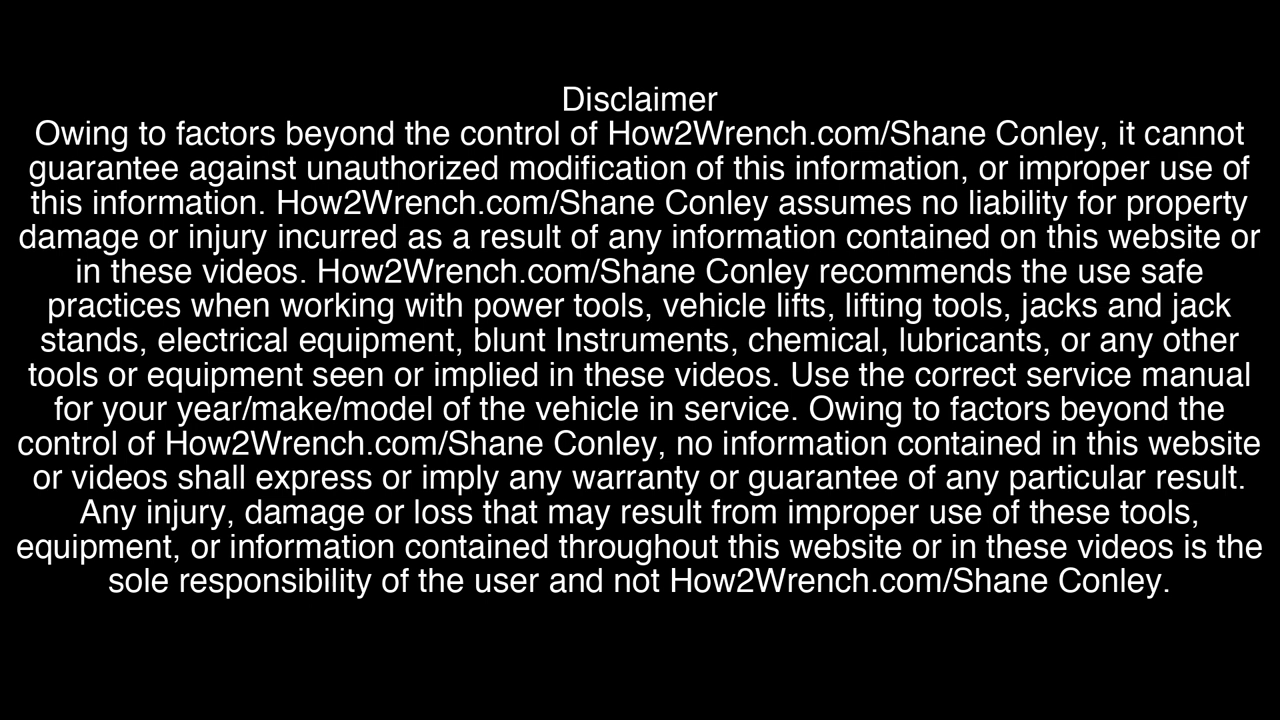 Disclaimer
Owing to factors beyond the control of How2Wrench.com/Shane Conley, it cannot
guarantee against unauthorized modification of this information, or improper use of
this information. How2Wrench.com/Shane Conley assumes no liability for property
damage or injury incurred as a result of any information contained on this website or
in these videos. How2Wrench.com/Shane Conley recommends the use safe
practices when working with power tools, vehicle lifts, lifting tools, jacks and jack
stands, electrical equipment, blunt Instruments, chemical, lubricants, or any other
tools or equipment seen or implied in these videos. Use the correct service manual
for your year/make/model of the vehicle in service. Owing to factors beyond the
control of How2Wrench.com/Shane Conley, no information contained in this website
or videos shall express or imply any warranty or guarantee of any particular result.
Any injury, damage or loss that may result from improper use of these tools,
equipment, or information contained throughout this website or in these videos is the
sole responsibility of the user and not How2Wrench.com/Shane Conley.